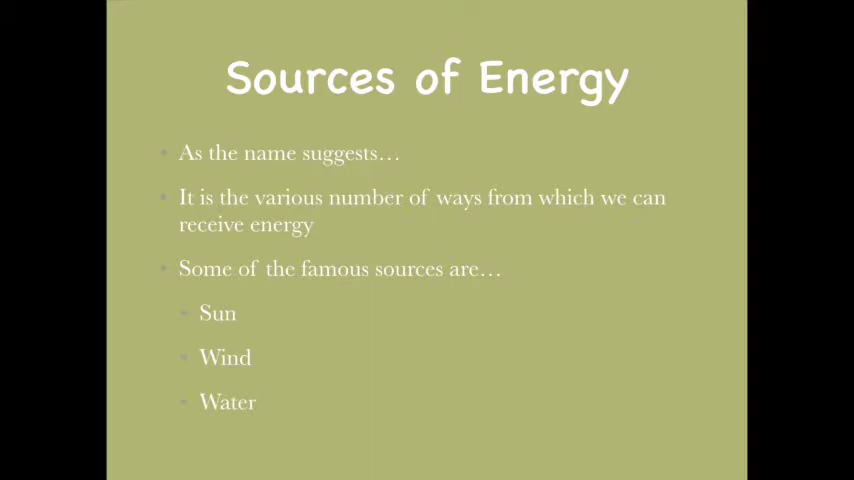 Sources of Energy
As the name suggests…
It is the various number of ways from which we can
receive energy
Some of the famous sources are…
Sun
Wind
Water